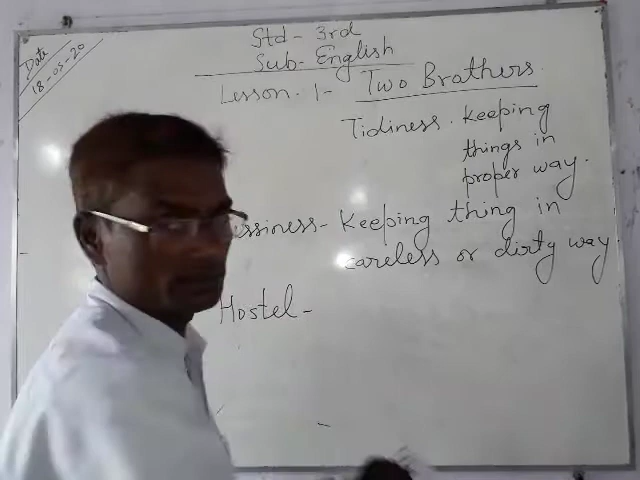 Date
18-05-20
Std- 3rd
Sub- English
Lesson. 1- Two Brothers
Tidiness. Keeping
things in
proper way.
essiness- Keeping thing in
careless or dirty way
Hostel-